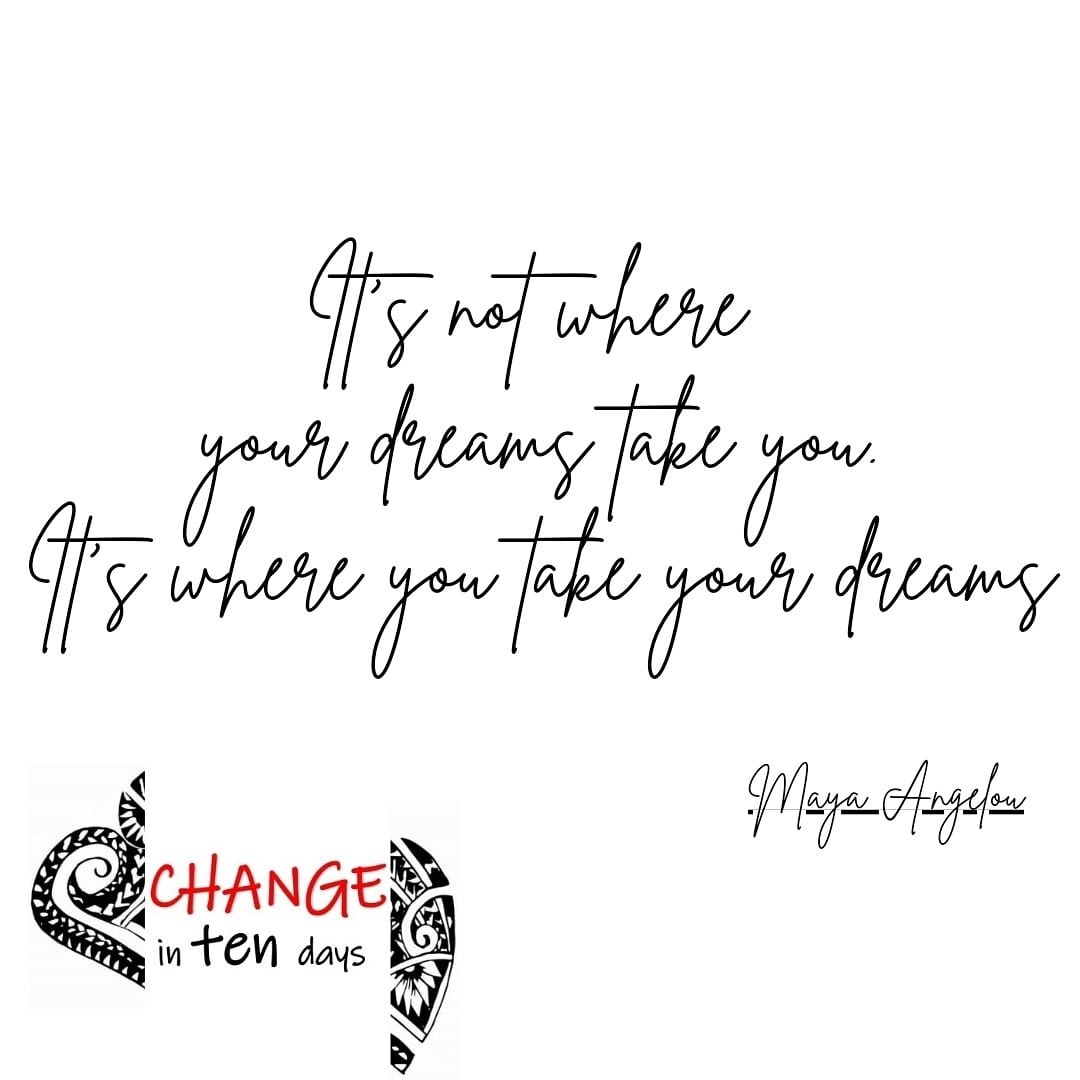 It's not where
your dreams take you.
It's where you take your dreams
Maya Angelou
CHANGE
in ten days